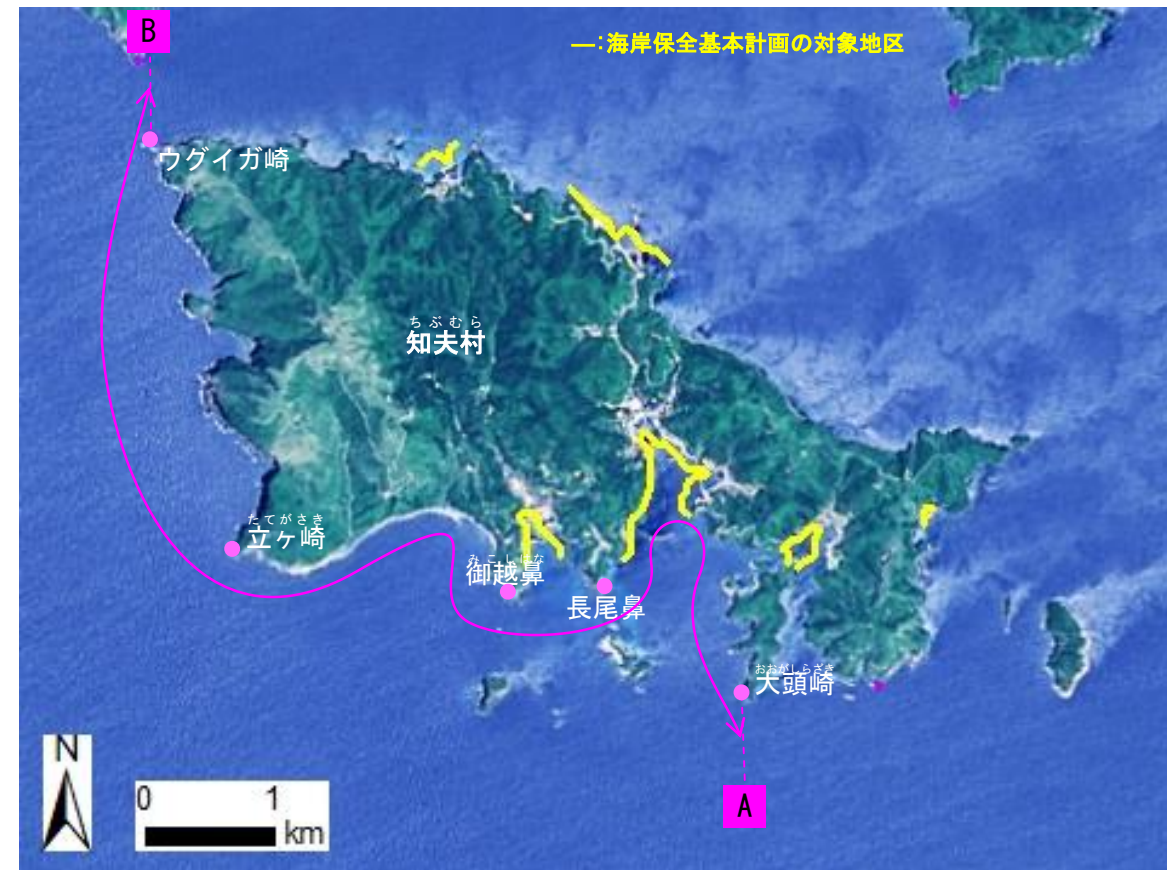 B
—:海岸保全基本計画の対象地区
ウグイガ崎
ちぶむら
知夫村
たてがさき
立ヶ崎
みこしはな
御越鼻
長尾鼻
おおがしらざき
大頭崎
A
N
0 1
km